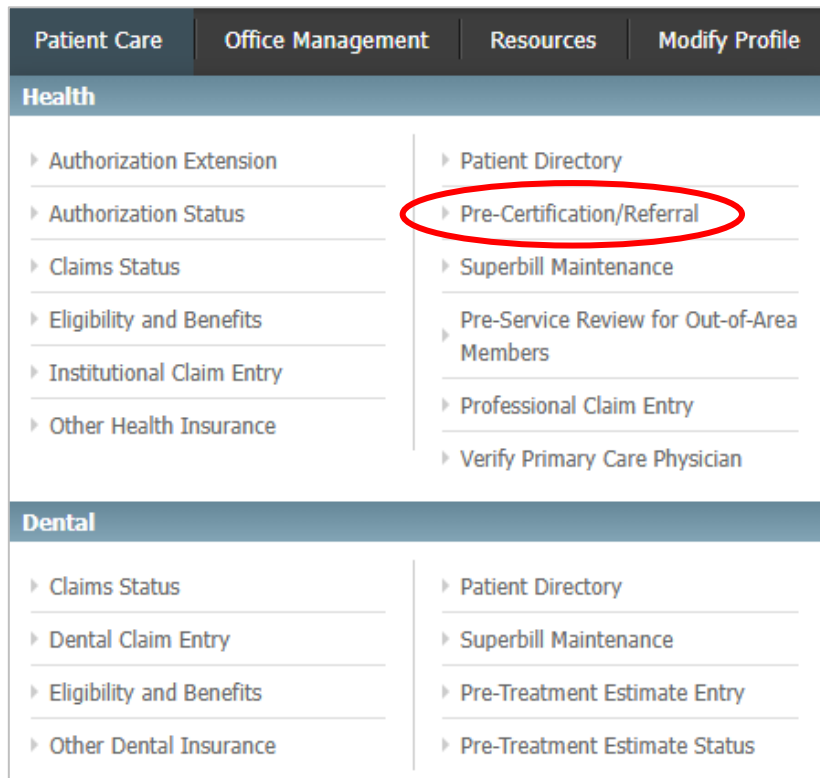 Patient Care Office Management Resources Modify Profile
Health
Authorization Extension
Authorization Status
Claims Status
Eligibility and Benefits
Institutional Claim Entry
Other Health Insurance
Patient Directory
Pre-Certification/Referral
Superbill Maintenance
Pre-Service Review for Out-of-Area
Members
Professional Claim Entry
Verify Primary Care Physician
Dental
Claims Status
Dental Claim Entry
Eligibility and Benefits
Other Dental Insurance
Patient Directory
Superbill Maintenance
Pre-Treatment Estimate Entry
Pre-Treatment Estimate Status